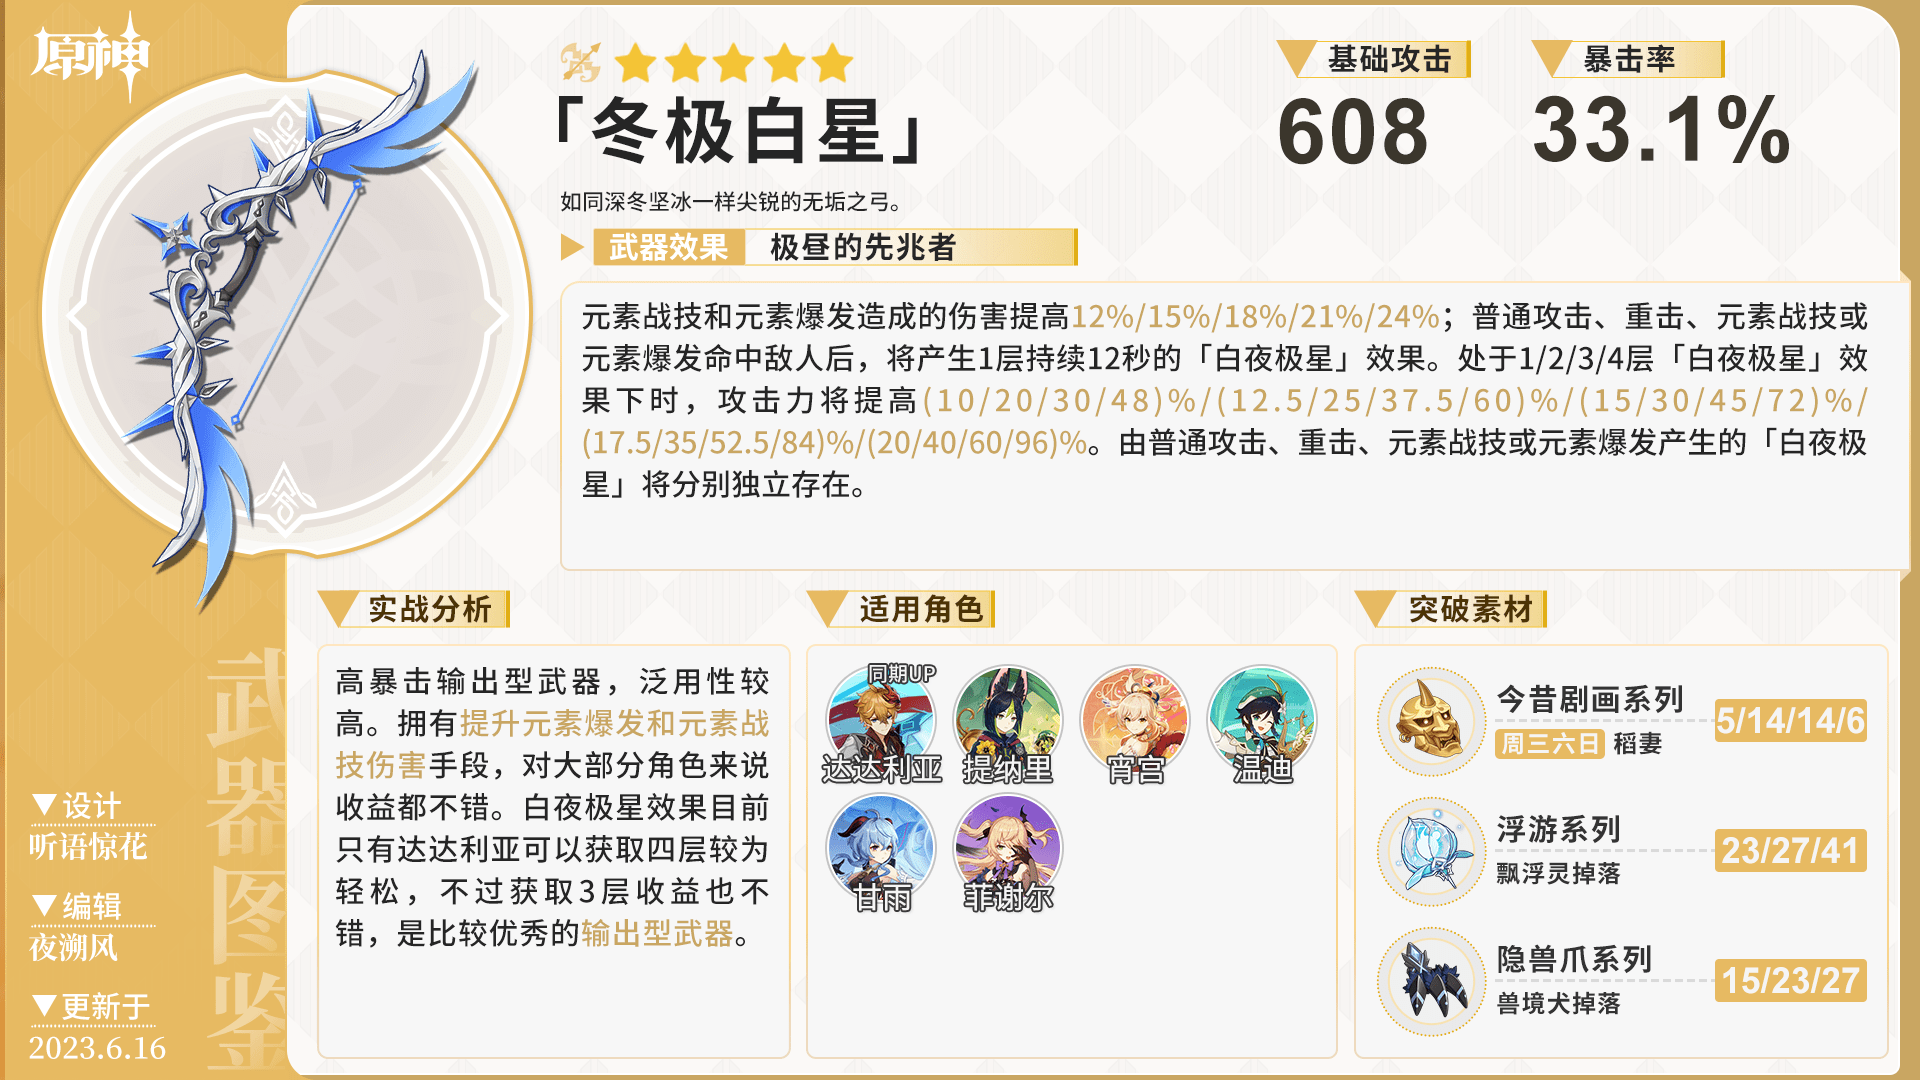 原神
「冬极白星」
如同深冬坚冰一样尖锐的无垢之弓。
基础攻击
608
暴击率
33.1%
武器效果 极昼的先兆者
元素战技和元素爆发造成的伤害提高12%/15%/18%/21%/24%；普通攻击、重击、元素战技或
元素爆发命中敌人后，将产生1层持续12秒的「白夜极星」效果。处于1/2/3/4层「白夜极星」效
果下时，攻击力将提高(10/20/30/48)%/(12.5/25/37.5/60)%/(15/30/45/72)%/
(17.5/35/52.5/84)%/(20/40/60/96)%。由普通攻击、重击、元素战技或元素爆发产生的「白夜极
星」将分别独立存在。
实战分析
高暴击输出型武器，泛用性较
高。拥有提升元素爆发和元素战
技伤害手段，对大部分角色来说
收益都不错。白夜极星效果目前
只有达达利亚可以获取四层较为
轻松，不过获取3层收益也不
错，是比较优秀的输出型武器。
适用角色
同期UP
达达利亚 提纳里 宵宫 温迪
甘雨 菲谢尔
突破素材
今昔剧画系列
周三六日 稻妻
5/14/14/6
浮游系列
飘浮灵掉落
23/27/41
隐兽爪系列
兽境犬掉落
15/23/27
武器图鉴
▼设计
听语惊花
▼编辑
夜溯风
▼更新于
2023.6.16